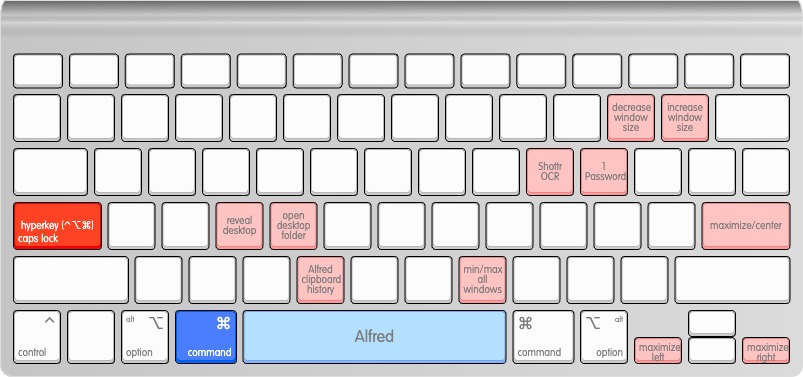 decrease
window
size
increase
window
size
Shottr
OCR
1
Password
hyperkey (^⌥⌘)
caps lock
reveal
desktop
open
desktop
folder
maximize/center
Alfred
clipboard
history
min/max
all
windows
^
control
alt ⌥
option
⌘
command
Alfred
⌘
command
⌥ alt
option
maximize
left
maximize
right